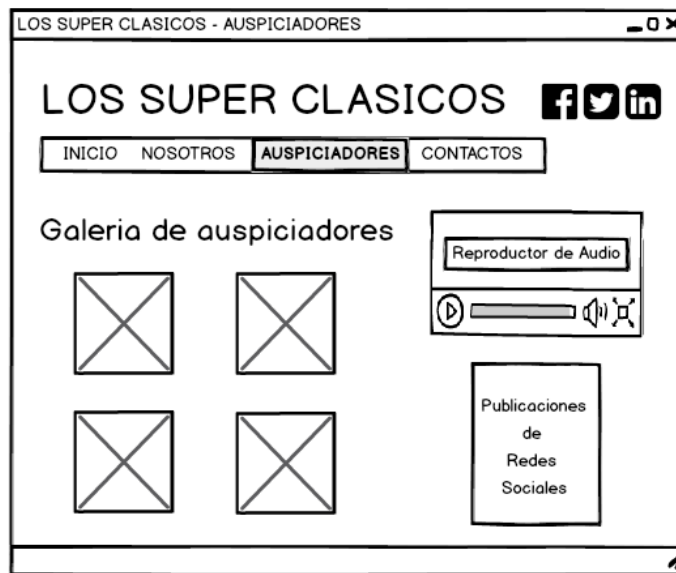 LOS SUPER CLASICOS - AUSPICIADORES
LOS SUPER CLASICOS
INICIO NOSOTROS AUSPICIADORES CONTACTOS
Galeria de auspiciadores
Reproductor de Audio
Publicaciones
de
Redes
Sociales